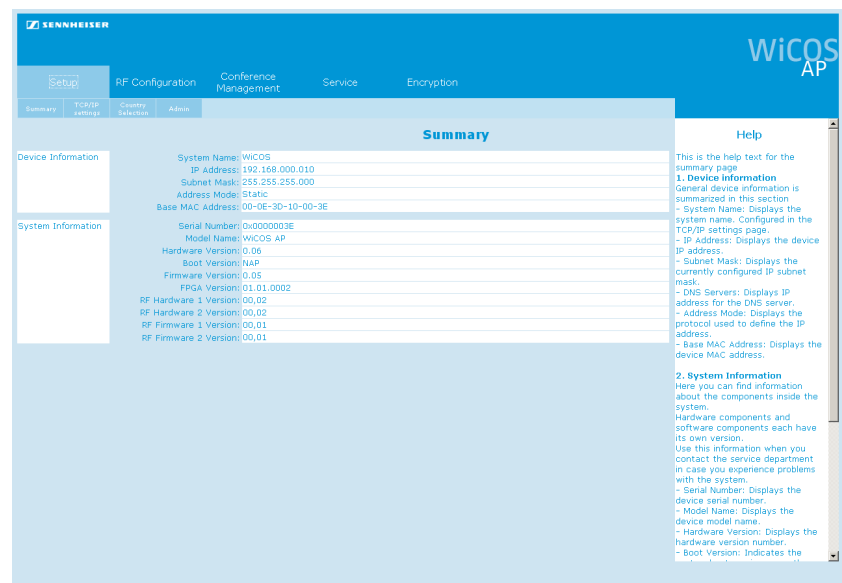 SENNHEISER
WiCOS
AP
Setup
RF Configuration
Conference
Management
Service
Encryption
Summary
TCP/IP
settings
Country
Selection
Admin
Summary
Device Information
System Name: WiCOS
IP Address: 192.168.000.010
Subnet Mask: 255.255.255.000
Address Mode: Static
Base MAC Address: 00-0E-3D-10-00-3E
System Information
Serial Number: 0x0000003E
Model Name: WiCOS AP
Hardware Version: 0.06
Boot Version: NAP
Firmware Version: 0.05
FPGA Version: 01.01.0002
RF Hardware 1 Version: 00,02
RF Hardware 2 Version: 00,02
RF Firmware 1 Version: 00,01
RF Firmware 2 Version: 00,01
Help
This is the help text for the
summary page
1. Device information
General device information is
summarized in this section
- System Name: Displays the
system name. Configured in the
TCP/IP settings page.
- IP Address: Displays the device
IP address.
- Subnet Mask: Displays the
currently configured IP subnet
mask.
- DNS Servers: Displays IP
address for the DNS server.
- Address Mode: Displays the
protocol used to define the IP
address.
- Base MAC Address: Displays the
device MAC address.
2. System Information
Here you can find information
about the components inside the
system.
Hardware components and
software components each have
its own version.
Use this information when you
contact the service department
in case you experience problems
with the system.
- Serial Number: Displays the
device serial number.
- Model Name: Displays the
device model name.
- Hardware Version: Displays the
hardware version number.
- Boot Version: Indicates the